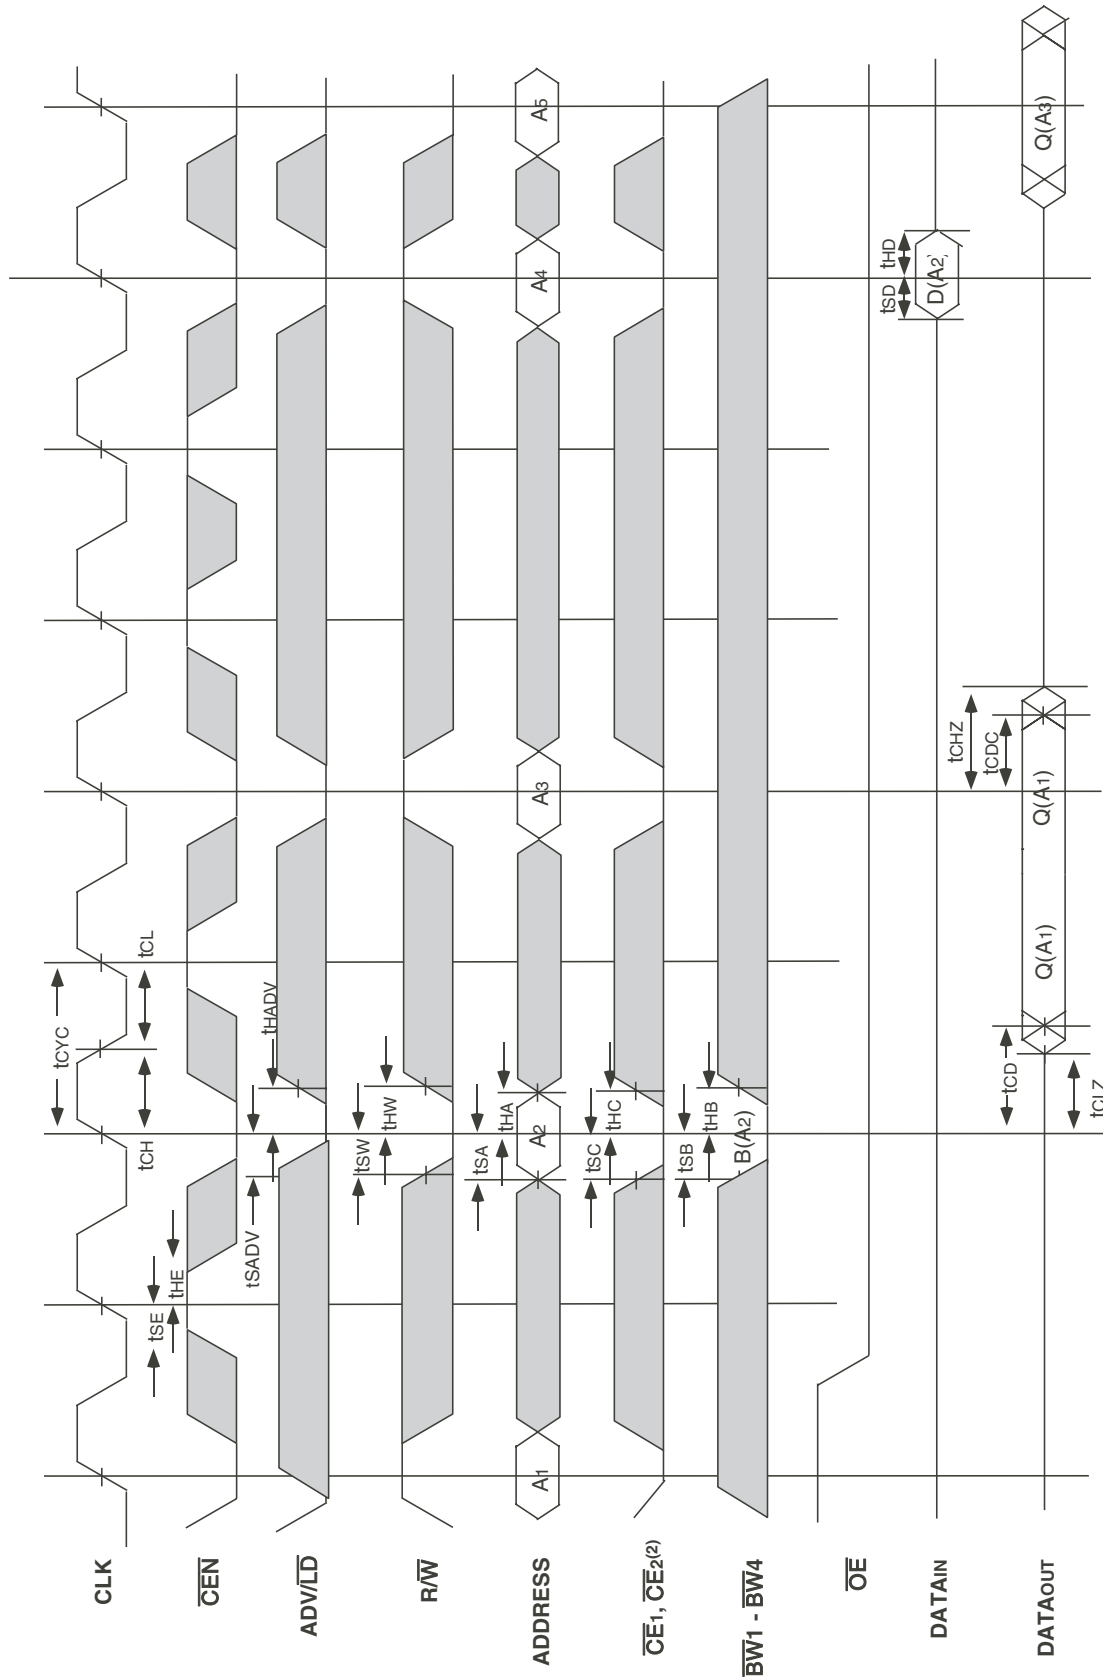 tCYC
tCH
tCL
CLK
tSE
tHE
CEN
tSADV
tHADV
ADV/LD
tSW
tHW
R/W
tSA
tHA
ADDRESS
A1
A2
A3
A4
A5
tSC
tHC
CE1, CE2(2)
tSB
tHB
B(A2)
BW1 - BW4
OE
tSD
tHD
DATAIN
D(A2)
tCHZ
tCD
tCDC
tCLZ
DATAOUT
Q(A1)
Q(A1)
Q(A3)